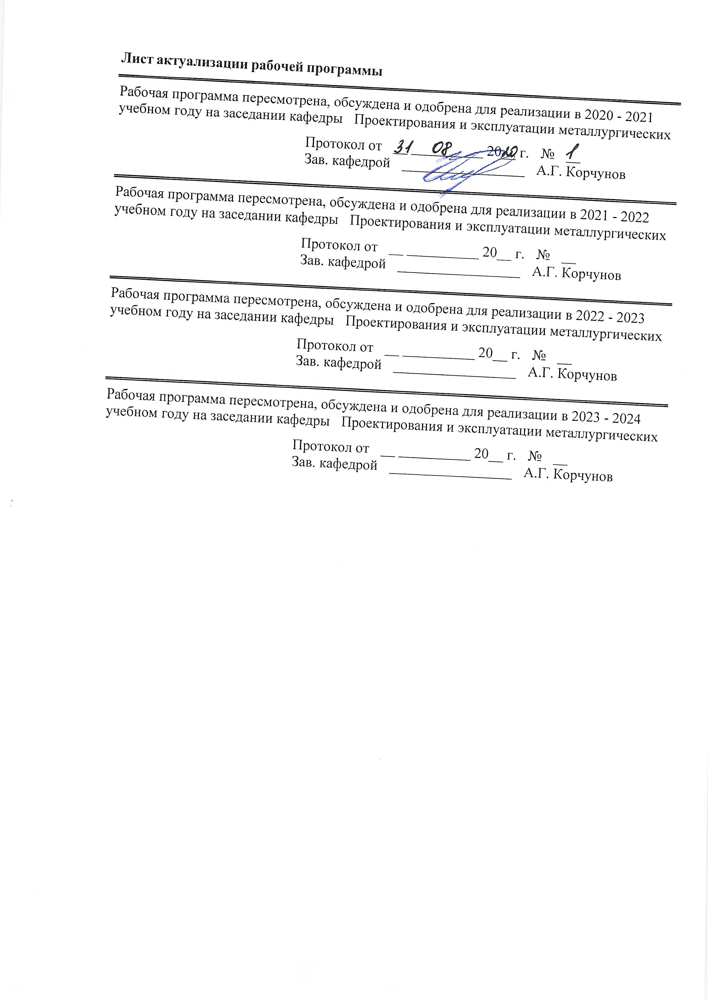 Лист актуализации рабочей программы
Рабочая программа пересмотрена, обсуждена и одобрена для реализации в 2020 - 2021
учебном году на заседании кафедры Проектирования и эксплуатации металлургических
Протокол от 31 08 2020 г. № 1
Зав. кафедрой ________________ А.Г. Корчунов
Рабочая программа пересмотрена, обсуждена и одобрена для реализации в 2021 - 2022
учебном году на заседании кафедры Проектирования и эксплуатации металлургических
Протокол от __ __________ 20__ г. № __
Зав. кафедрой _________________ А.Г. Корчунов
Рабочая программа пересмотрена, обсуждена и одобрена для реализации в 2022 - 2023
учебном году на заседании кафедры Проектирования и эксплуатации металлургических
Протокол от __ __________ 20__ г. № __
Зав. кафедрой _________________ А.Г. Корчунов
Рабочая программа пересмотрена, обсуждена и одобрена для реализации в 2023 - 2024
учебном году на заседании кафедры Проектирования и эксплуатации металлургических
Протокол от __ __________ 20__ г. № __
Зав. кафедрой _________________ А.Г. Корчунов